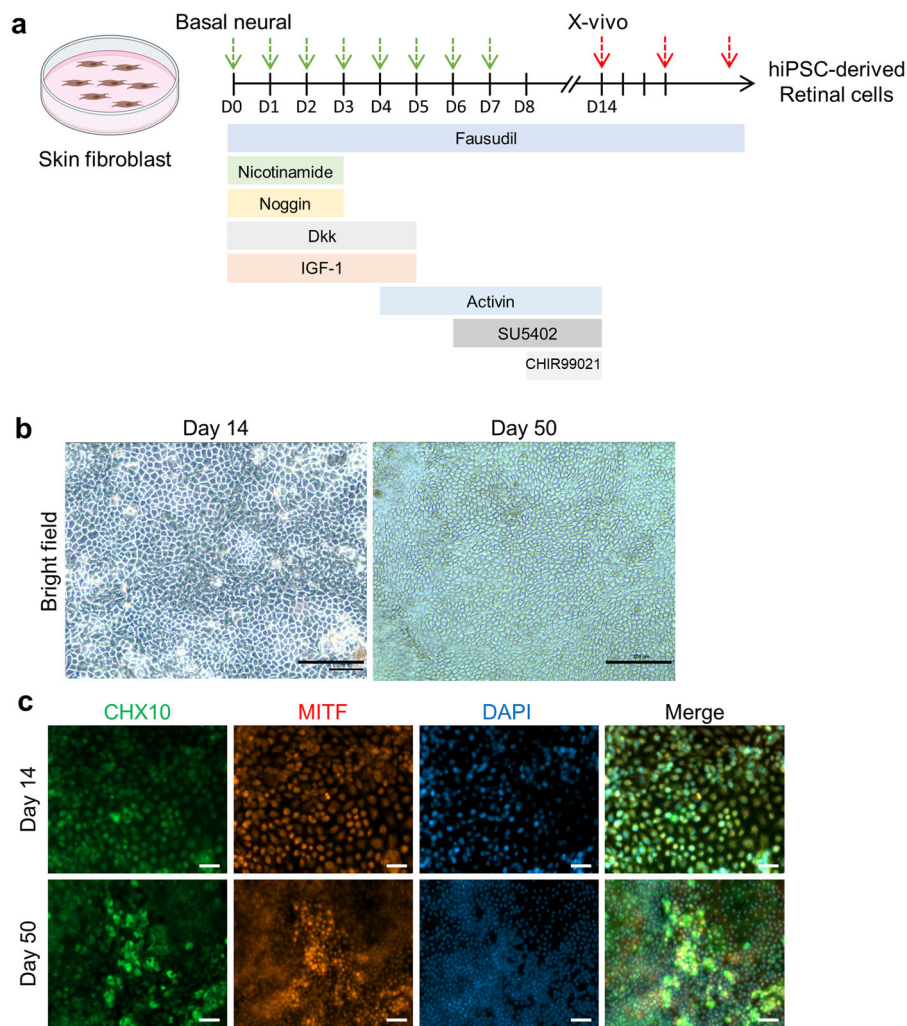 a
Basal neural
X-vivo
D0 D1 D2 D3 D4 D5 D6 D7 D8 D14
hiPSC-derived
Retinal cells
Skin fibroblast
Fausudil
Nicotinamide
Noggin
Dkk
IGF-1
Activin
SU5402
CHIR99021
b
Day 14 Day 50
Bright field
c
CHX10 MITF DAPI Merge
Day 14
Day 50